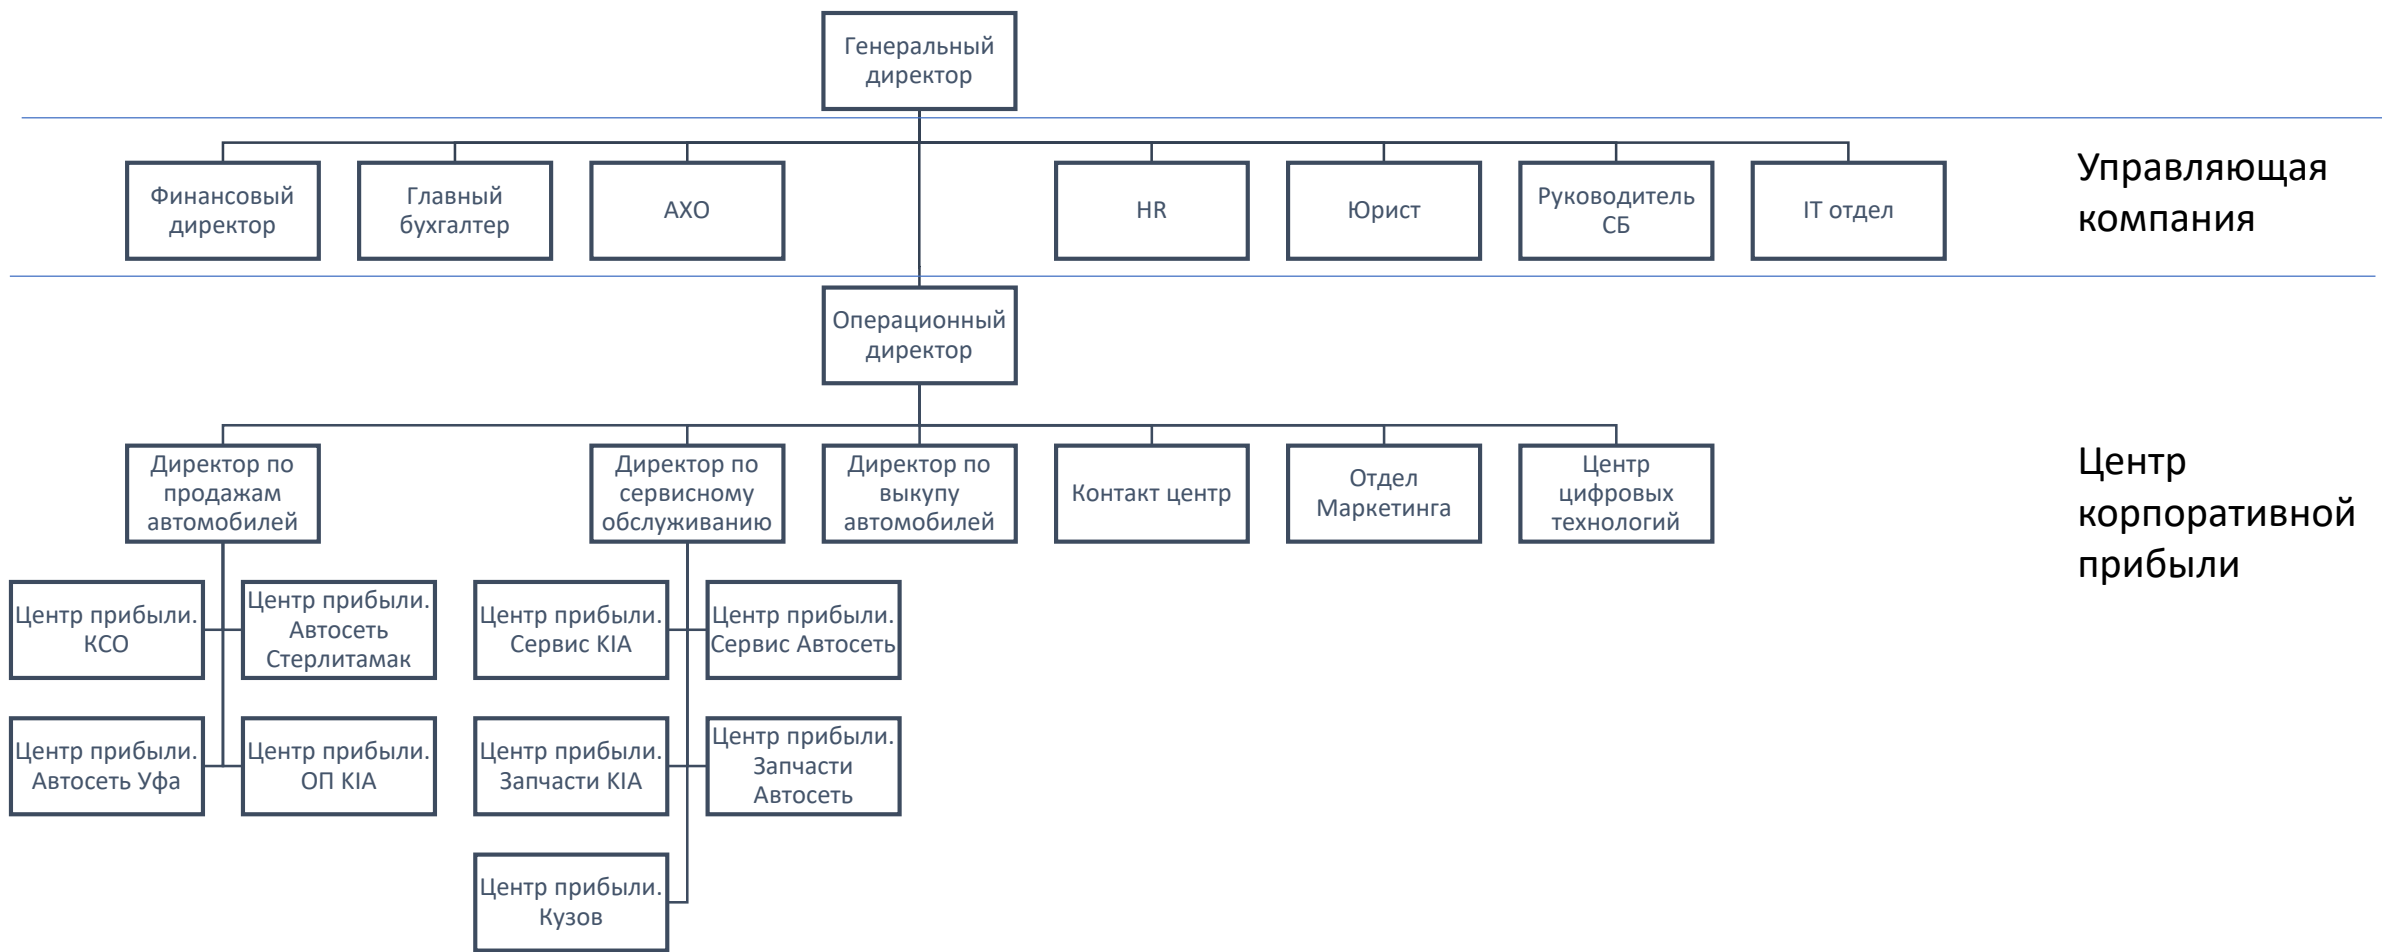 Генеральный
директор
Финансовый
директор
Главный
бухгалтер
АХО
HR
Юрист
Руководитель
СБ
IT отдел
Управляющая
компания
Операционный
директор
Директор по
продажам
автомобилей
Директор по
сервисному
обслуживанию
Директор по
выкупу
автомобилей
Контакт центр
Отдел
Маркетинга
Центр
цифровых
технологий
Центр
корпоративной
прибыли
Центр прибыли.
КСО
Центр прибыли.
Автосеть
Стерлитамак
Центр прибыли.
Сервис KIA
Центр прибыли.
Сервис Автосеть
Центр прибыли.
Автосеть Уфа
Центр прибыли.
ОП KIA
Центр прибыли.
Запчасти KIA
Центр прибыли.
Запчасти
Автосеть
Центр прибыли.
Кузов